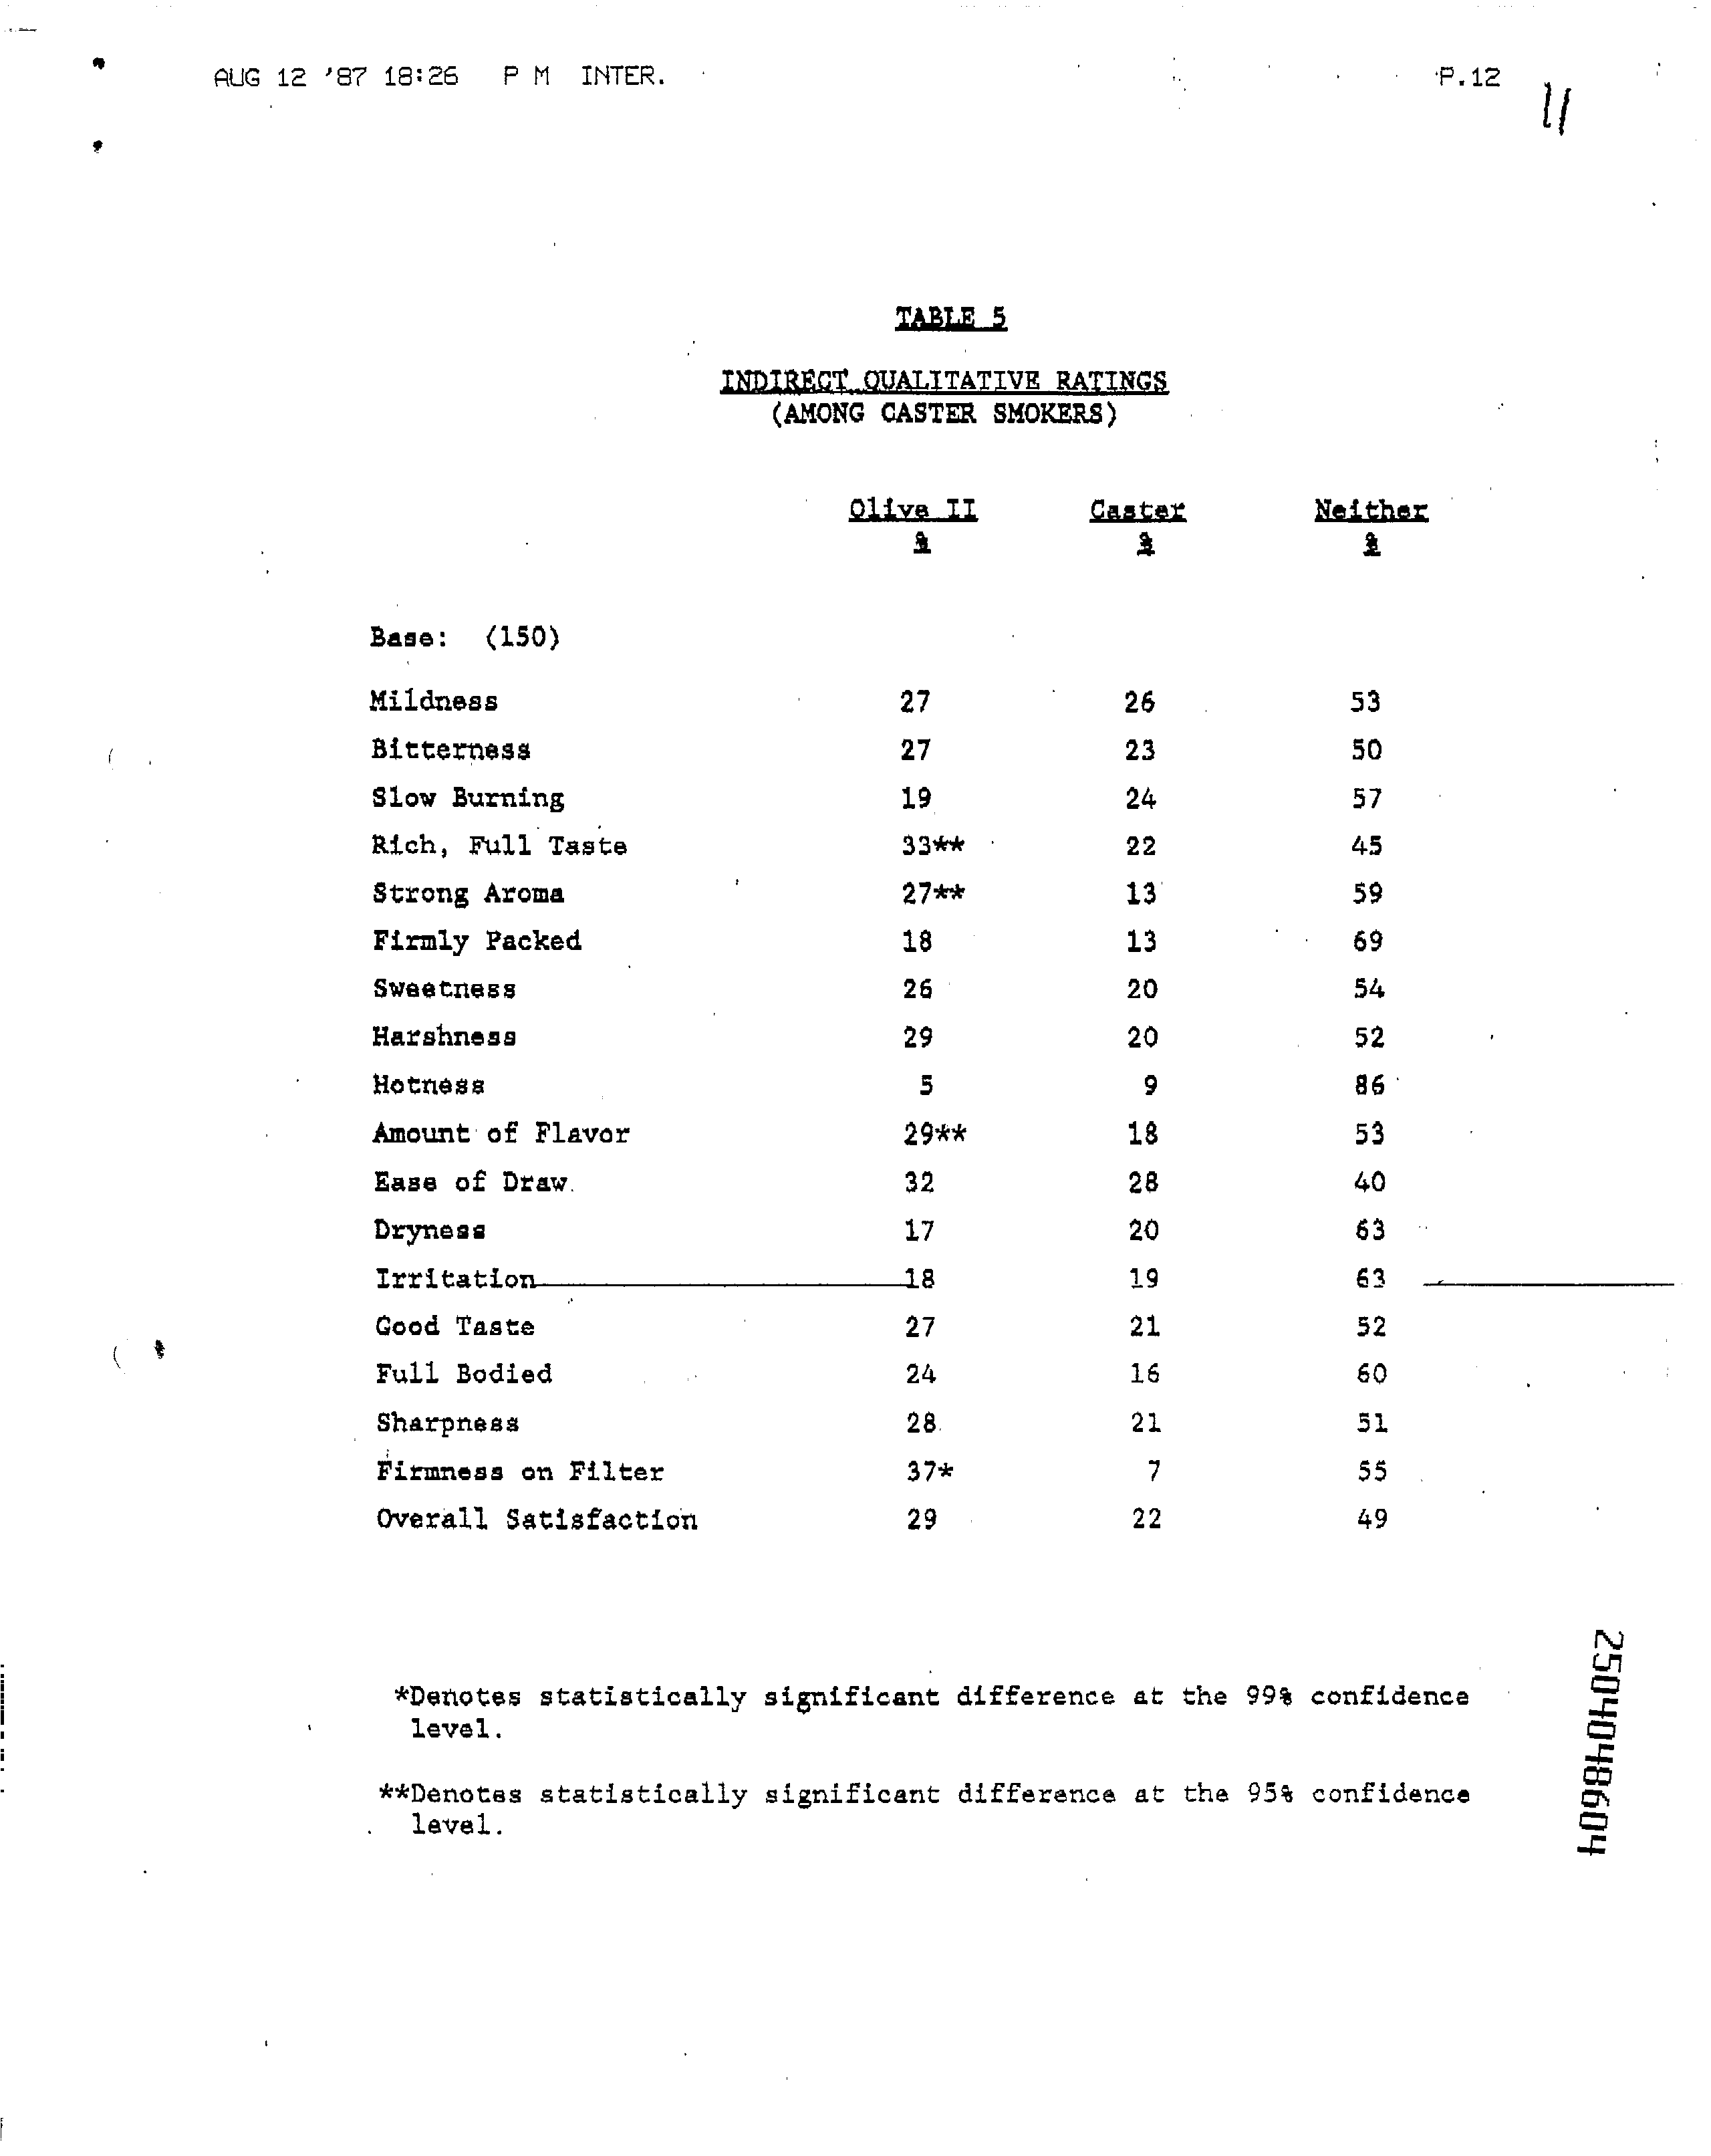 AUG 12 '87 18:26 P M INTER. P.12
11
TABLE 5
INDIRECT QUALITATIVE RATINGS
(AMONG CASTER SMOKERS)
Olive II Caster Neither
% % %
Base: (150)
Mildness 27 26 53
Bitterness 27 23 50
Slow Burning 19 24 57
Rich, Full Taste 33** 22 45
Strong Aroma 27** 13 59
Firmly Packed 18 13 69
Sweetness 26 20 54
Harshness 29 20 52
Hotness 5 9 86
Amount of Flavor 29** 18 53
Ease of Draw 32 28 40
Dryness 17 20 63
Irritation 18 19 63
Good Taste 27 21 52
Full Bodied 24 16 60
Sharpness 28 21 51
Firmness on Filter 37* 7 55
Overall Satisfaction 29 22 49
*Denotes statistically significant difference at the 99% confidence
level.
**Denotes statistically significant difference at the 95% confidence
level.
2504048604